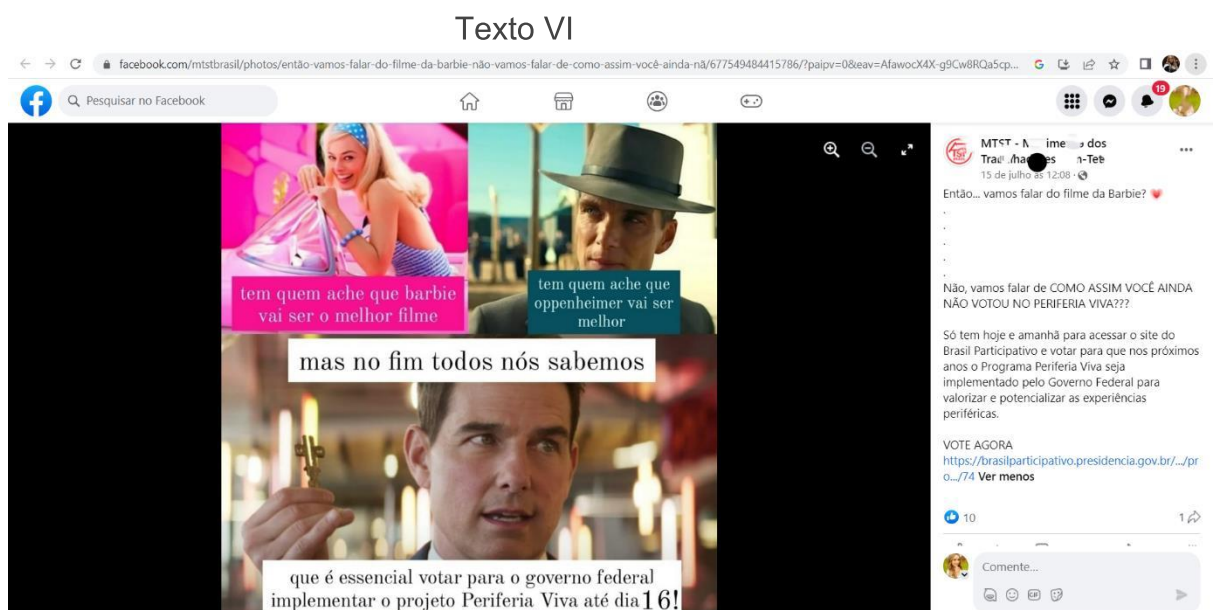 Texto VI
facebook.com/mtstbrasil/photos/então-vamos-falar-do-filme-da-barbie-não-vamos-falar-de-como-assim-você-ainda-nã/677549484415786/?paipv=0&eav=AfawocX4X-g9Cw8RQa5cp...
Pesquisar no Facebook
19
tem quem ache que barbie
vai ser o melhor filme
tem quem ache que
oppenheimer vai ser
melhor
mas no fim todos nós sabemos
que é essencial votar para o governo federal
implementar o projeto Periferia Viva até dia 16!
MTST - dos
15 de julho às 12:08
Então... vamos falar do filme da Barbie?
.
.
.
.
.
Não, vamos falar de COMO ASSIM VOCÊ AINDA
NÃO VOTOU NO PERIFERIA VIVA???
Só tem hoje e amanhã para acessar o site do
Brasil Participativo e votar para que nos próximos
anos o Programa Periferia Viva seja
implementado pelo Governo Federal para
valorizar e potencializar as experiências
periféricas.
VOTE AGORA
https://brasilparticipativo.presidencia.gov.br/.../pr
o.../74 Ver menos
10
1
Comente...
GIF